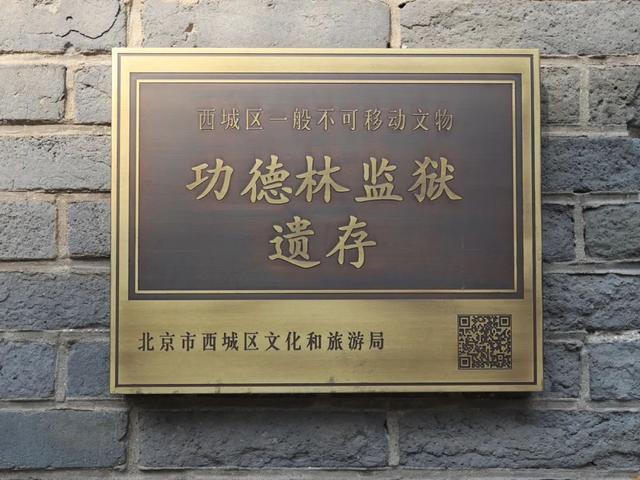 西城区一般不可移动文物
功德林监狱
遗存
北京市西城区文化和旅游局